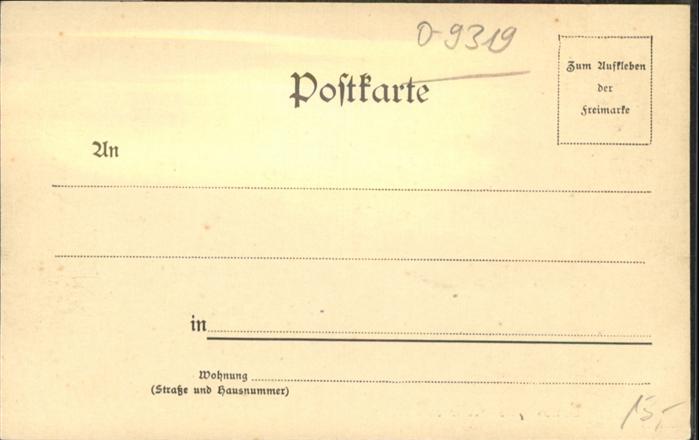 O-9319
Poſtkarte
Zum Aufkleben
der
Freimarke
An
in
Wohnung
(Straße und Hausnummer)
15,-